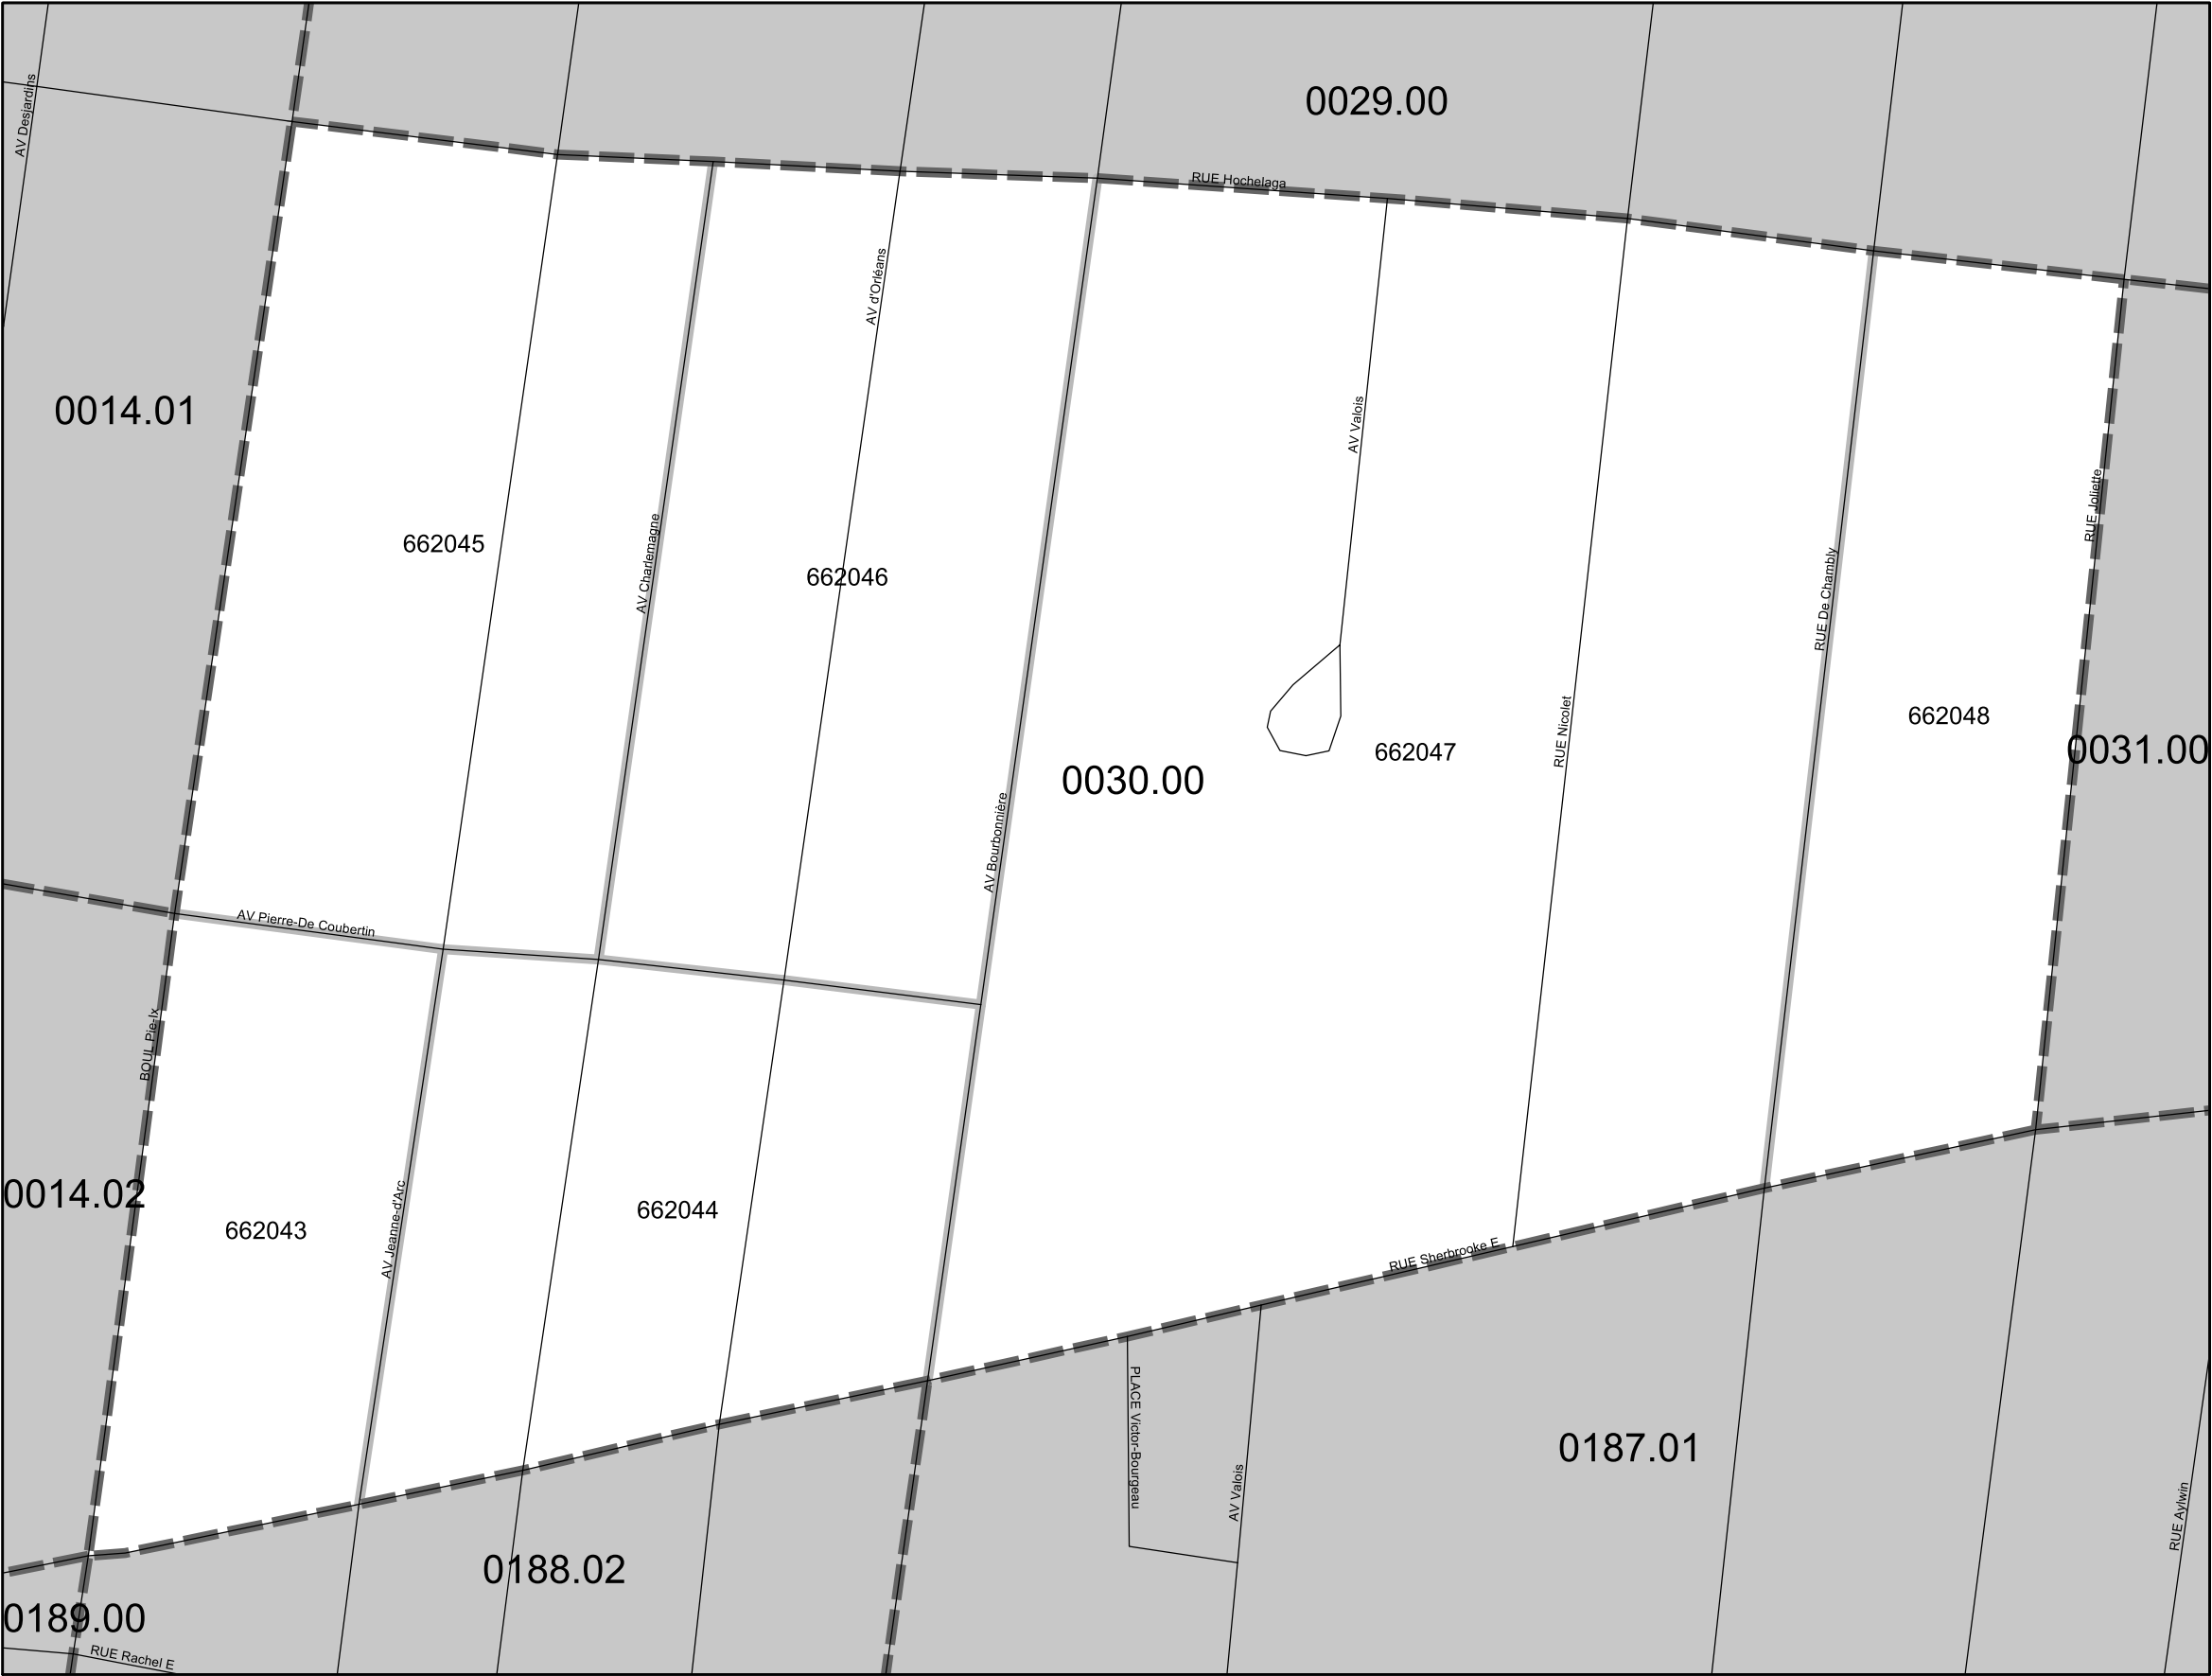 AV Desjardins
0029.00
RUE Hochelaga
AV d'Orléans
0014.01
AV Valois
RUE Joliette
662045
AV Charlemagne
662046
RUE De Chambly
662048
RUE Nicolet
662047
0031.00
0030.00
AV Bourbonnière
AV Pierre-De Coubertin
BOUL Pie-Ix
0014.02
662043
AV Jeanne-d'Arc
662044
RUE Sherbrooke E
PLACE Victor-Bourgeau
0187.01
AV Valois
RUE Aylwin
0188.02
0189.00
RUE Rachel E